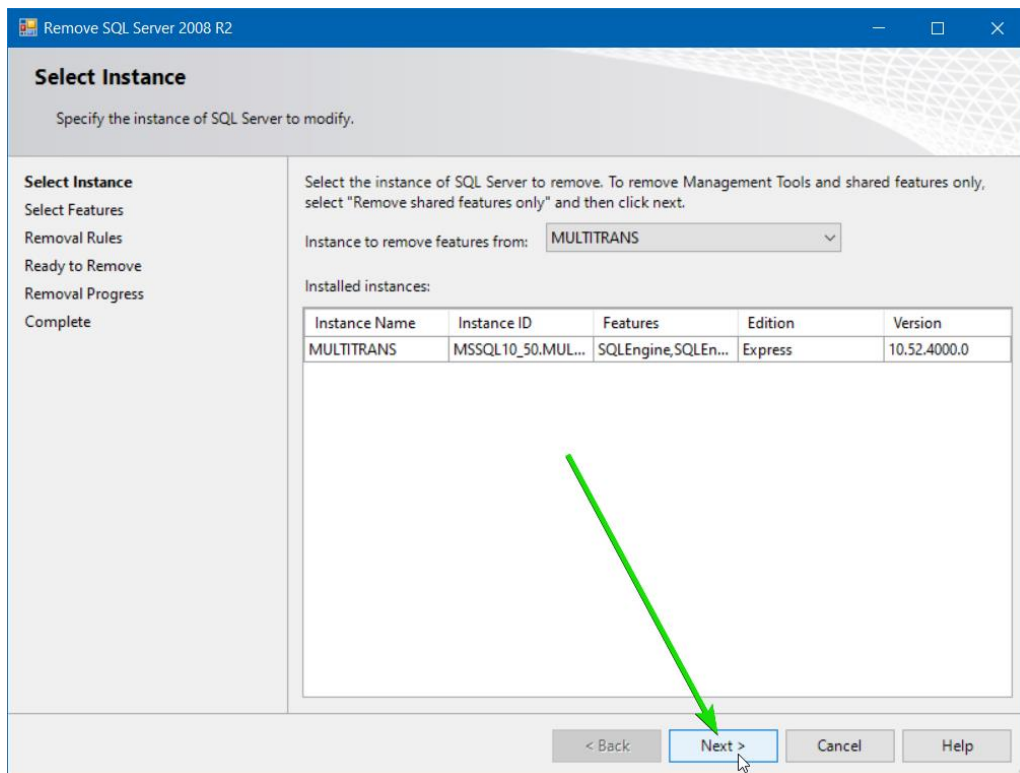 Remove SQL Server 2008 R2
Select Instance
Specify the instance of SQL Server to modify.
Select Instance
Select Features
Removal Rules
Ready to Remove
Removal Progress
Complete
Select the instance of SQL Server to remove. To remove Management Tools and shared features only,
select "Remove shared features only" and then click next.
Instance to remove features from: MULTITRANS
Installed instances:
Instance Name Instance ID Features Edition Version
MULTITRANS MSSQL10_50.MUL... SQLEngine,SQLEn... Express 10.52.4000.0
< Back Next > Cancel Help